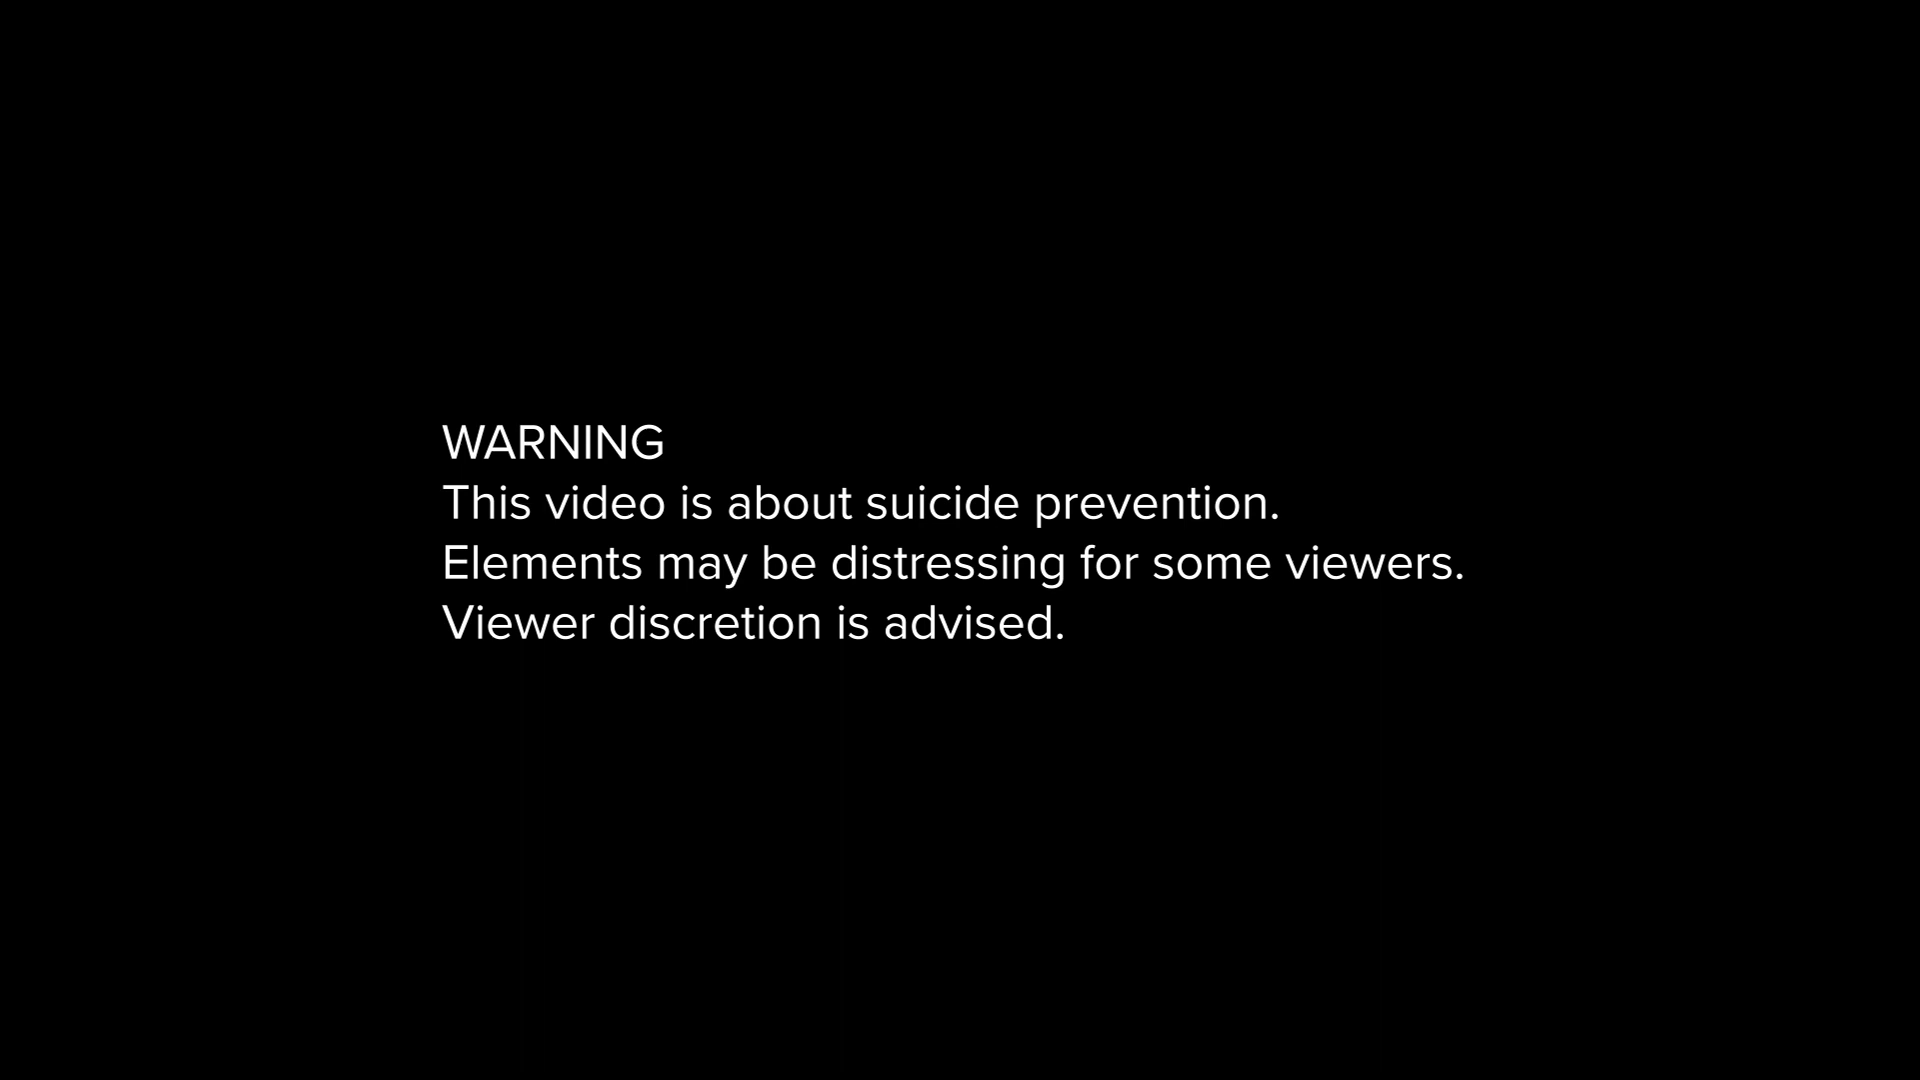 WARNING
This video is about suicide prevention.
Elements may be distressing for some viewers.
Viewer discretion is advised.